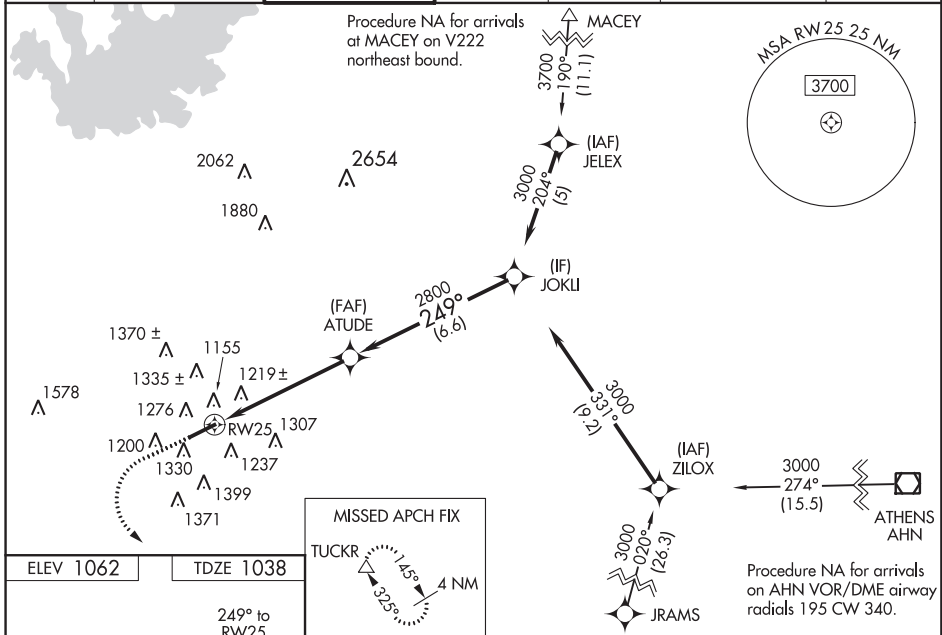 Procedure NA for arrivals
at MACEY on V222
northeast bound.
MACEY
3700
190°
(11.1)
MSA RW25 25 NM
3700
(IAF)
JELEX
3000
204°
(5)
2062
2654
1880
(IF)
JOKLI
2800
249°
(6.6)
(FAF)
ATUDE
1370 ±
1155
1335 ±
1219 ±
1578
1276
RW25
1307
1200
1330
1237
1399
1371
3000
331°
(9.2)
(IAF)
ZILOX
3000
274°
(15.5)
ATHENS
AHN
3000
020°
(26.3)
JRAMS
MISSED APCH FIX
TUCKR
145°
4 NM
325°
Procedure NA for arrivals
on AHN VOR/DME airway
radials 195 CW 340.
ELEV 1062
TDZE 1038
249° to
RW25